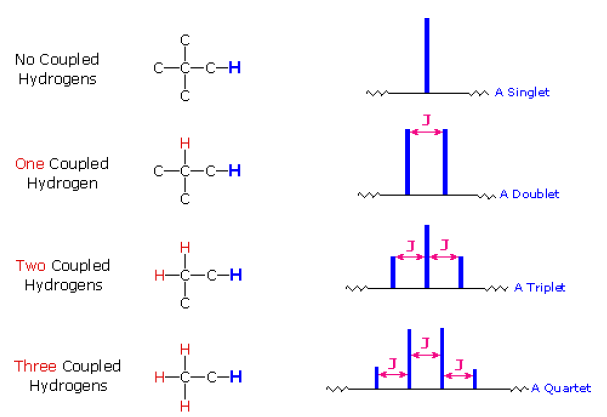 No Coupled
Hydrogens
C
C–C–C–H
C
A Singlet
One Coupled
Hydrogen
H
C–C–C–H
C
J
A Doublet
Two Coupled
Hydrogens
H
H–C–C–H
C
J J
A Triplet
Three Coupled
Hydrogens
H
H–C–C–H
H
J
J J
A Quartet